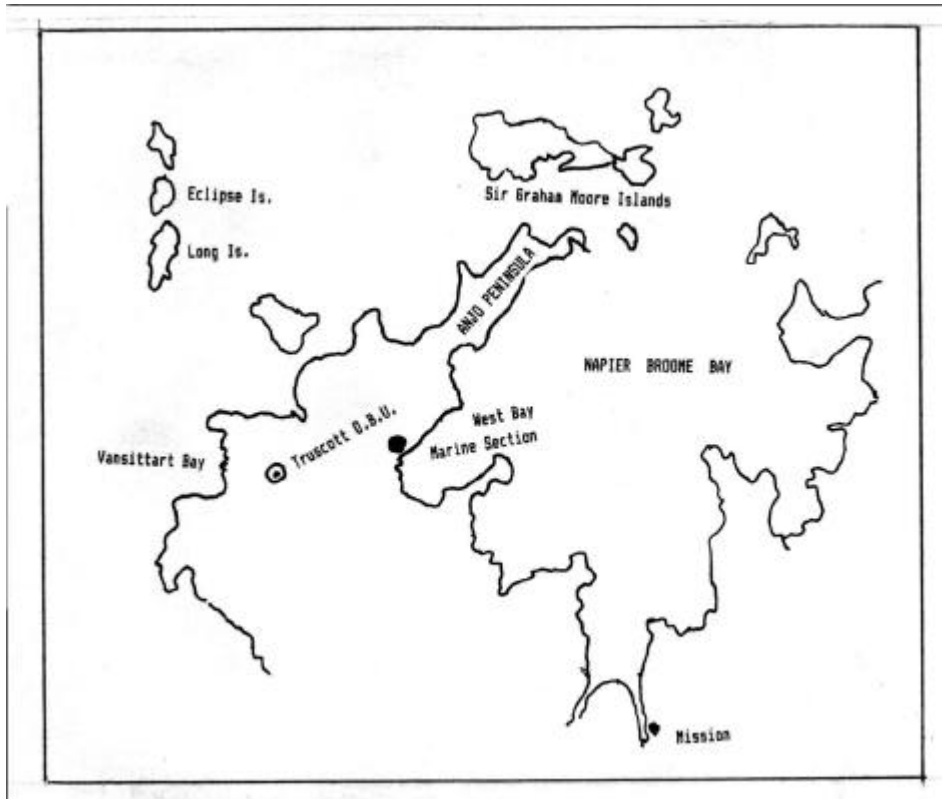 Eclipse Is.
Sir Graham Moore Islands
Long Is.
ANJO PENINSULA
NAPIER BROOME BAY
Truscott O.B.U.
West Bay
Marine Section
Vansittart Bay
Mission